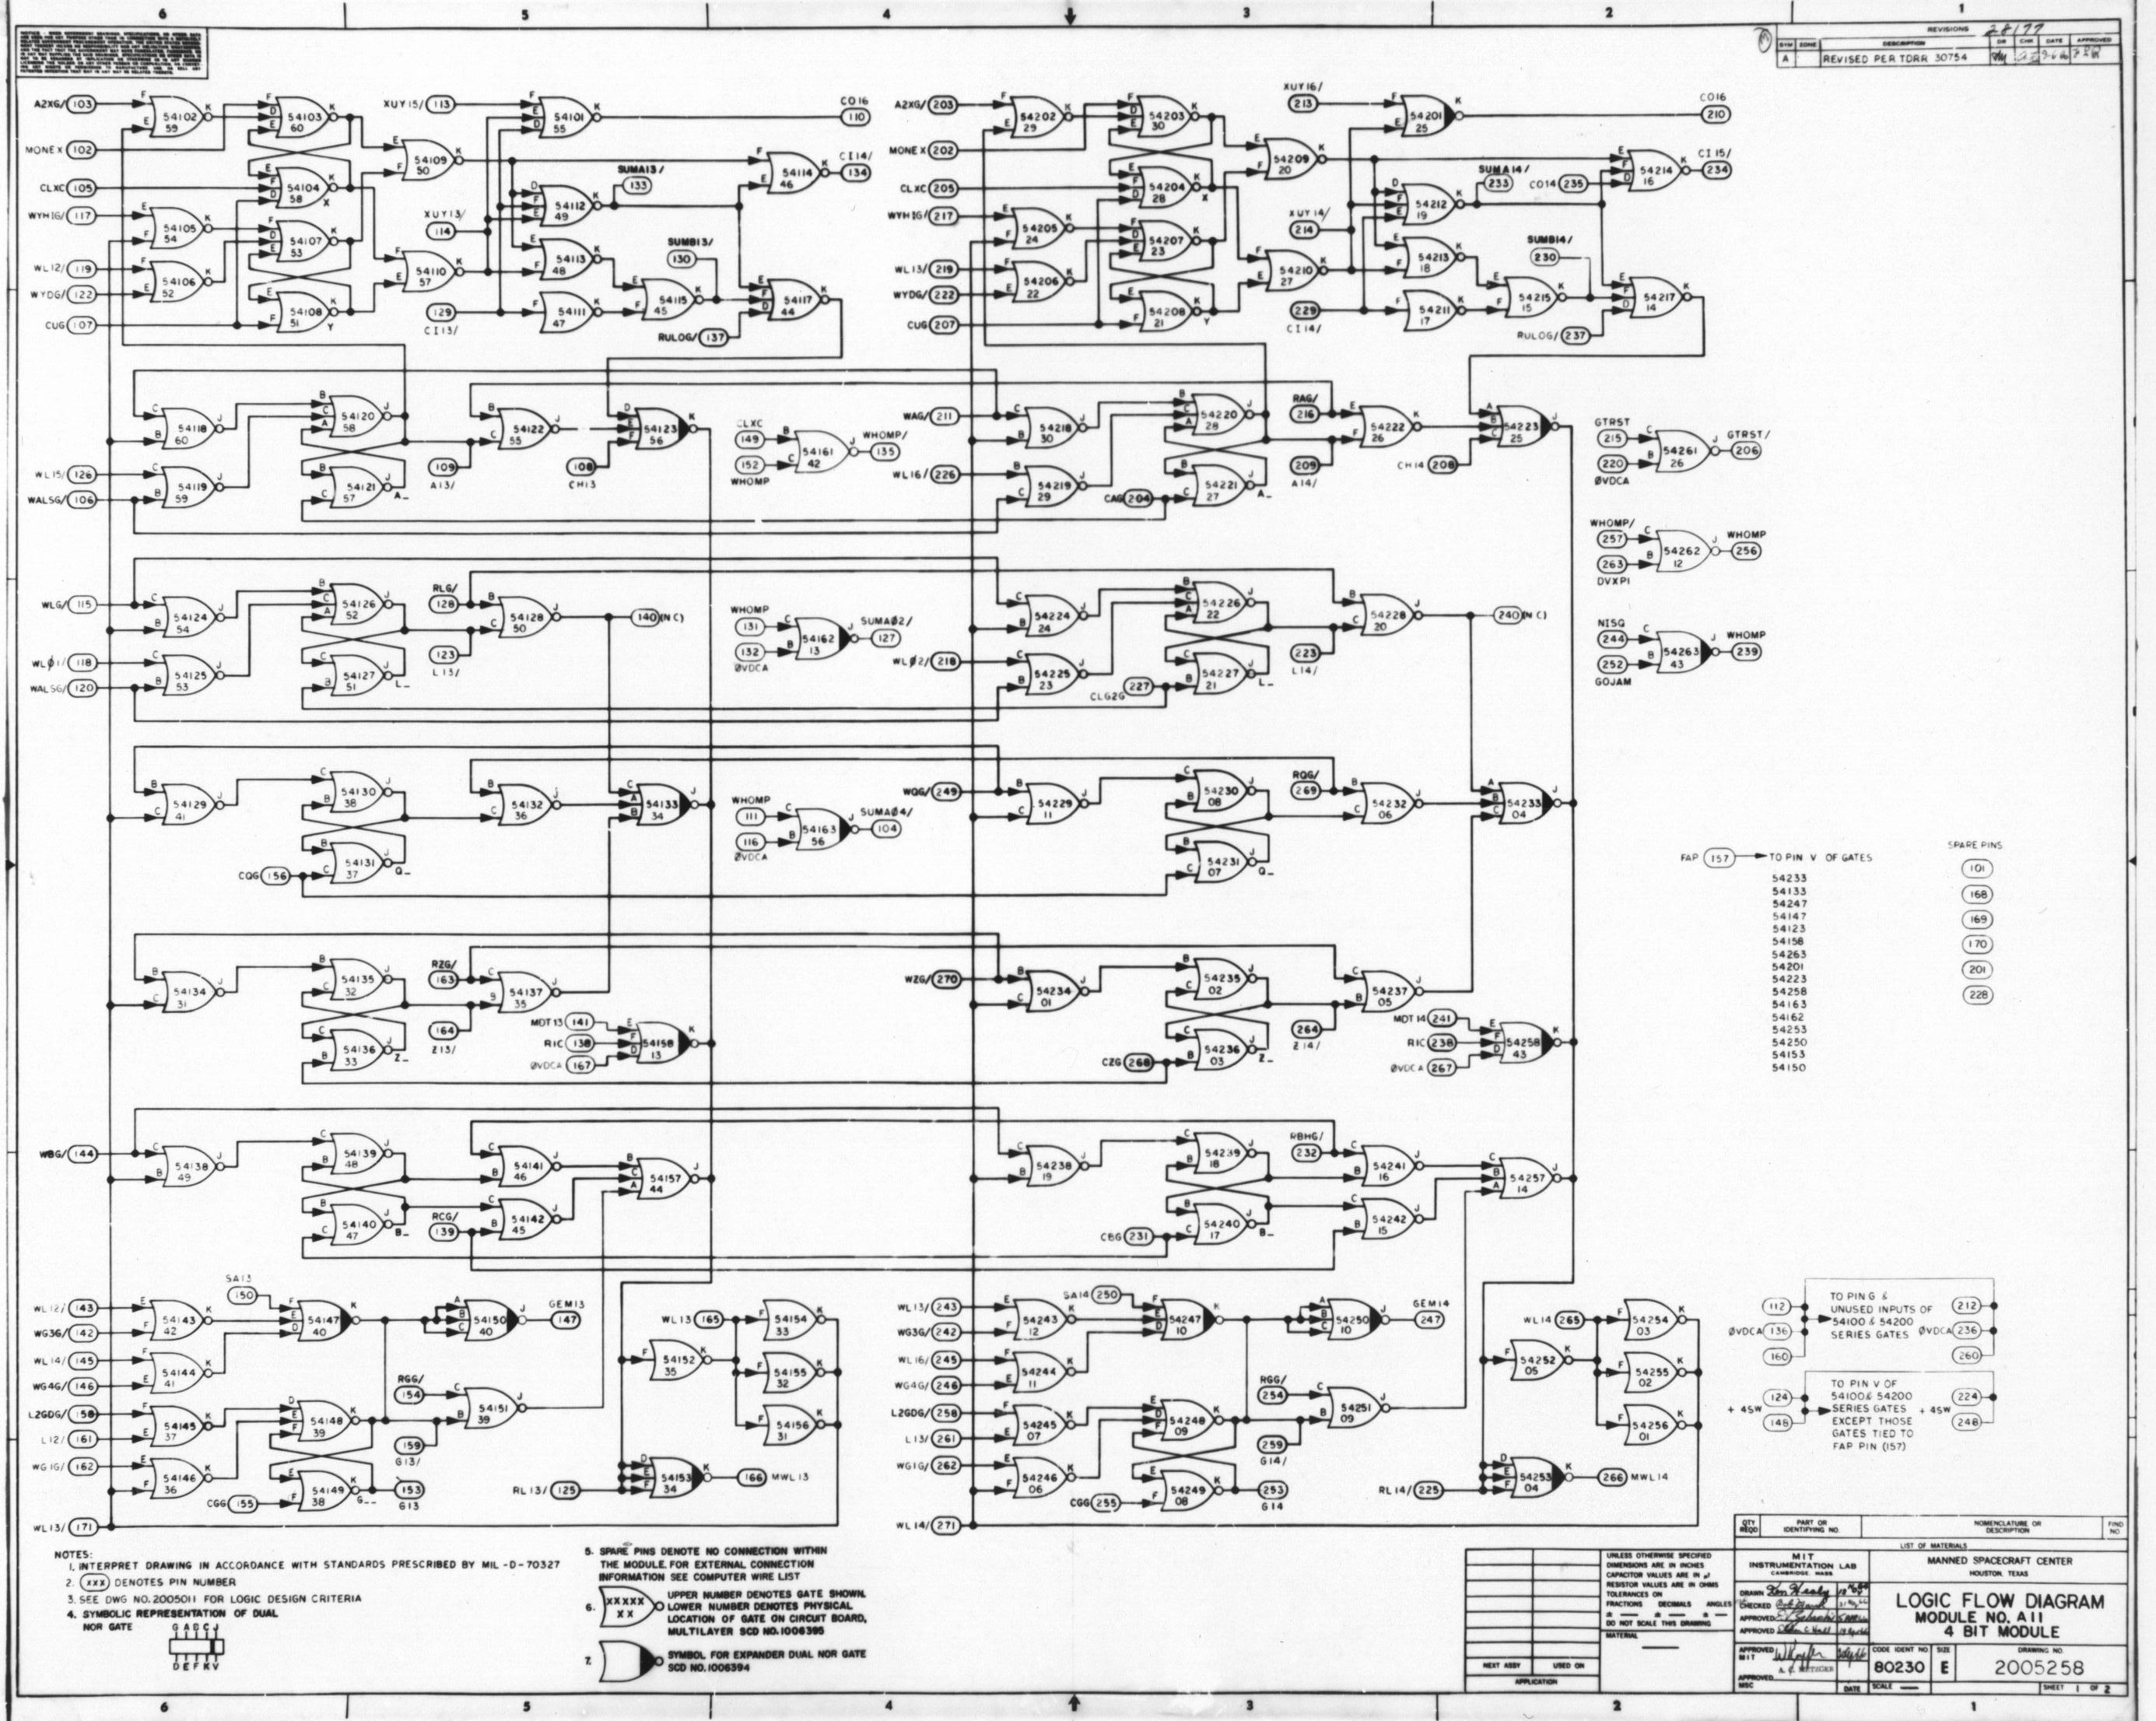 6 5 4 3 2 1
REVISIONS
28177
SYM ZONE DESCRIPTION DR CHK DATE APPROVED
A REVISED PER TDRR 30754
A2XG/ 103
MONEX 102
CLXC 105
WYHIG/ 117
WL12/ 119
WYDG/ 122
CUG 107
54102 59
54103 60
54104 58 X
54105 54
54107 53
54106 52
54108 51 Y
54109 50
54110 57
XUY15/ 113
54101 55
CO16 110
54114 46
CI14/ 134
SUMA13/ 133
54112 49
XUY13/ 114
54113 48
SUMB13/ 130
129 CI13/
54111 47
54115 45
54117 44
RULOG/ 137
A2XG/ 203
MONEX 202
CLXC 205
WYHIG/ 217
WL13/ 219
WYDG/ 222
CUG 207
54202 29
54203 30
54204 28 X
54205 24
54207 23
54206 22
54208 21 Y
54209 20
54210 27
XUY16/ 213
54201 25
CO16 210
54214 16
CI15/ 234
SUMA14/ 233
CO14 235
54212 19
XUY14/ 214
54213 18
SUMB14/ 230
229 CI14/
54211 17
54215 15
54217 14
RULOG/ 237
54118 60
54120 58
54122 55
54123 56
WL15/ 126
WALSG/ 106
54119 59
54121 57 A_
109 A13/
108 CH13
CLXC 149
152 WHOMP
54161 42
WHOMP/ 135
WAG/ 211
54218 30
54220 28
RAG/ 216
54222 26
54223 25
WL16/ 226
54219 29
CAG 204
54221 27 A_
209 A14/
CH14 208
GTRST 215
220 ØVDCA
54261 26
GTRST/ 206
WHOMP/ 257
263 DVXP1
54262 12
WHOMP 256
NISQ 244
252 GOJAM
54263 43
WHOMP 239
WLG/ 115
54124 54
54126 52
RLG/ 128
54128 50
140 (NC)
WLØ1/ 118
WALSG/ 120
54125 53
54127 51 L_
123 L13/
WHOMP 131
132 ØVDCA
54162 13
SUMAØ2/ 127
54224 24
54226 22
54228 20
240 (NC)
WLØ2/ 218
54225 23
CLG2G 227
54227 21 L_
223 L14/
54129 41
54130 38
54132 36
54133 34
CQG 156
54131 37 Q_
WHOMP 111
116 ØVDCA
54163 56
SUMAØ4/ 104
WQG/ 249
54229 11
54230 08
RQG/ 269
54232 06
54233 04
54231 07 Q_
54134 31
54135 32
RZG/ 163
54137 35
54136 33 Z_
164 Z13/
MDT13 141
RIC 138
ØVDCA 167
54158 13
WZG/ 270
54234 01
54235 02
54237 05
CZG 268
54236 03 Z_
264 Z14/
MDT14 241
RIC 238
ØVDCA 267
54258 43
FAP 157 TO PIN V OF GATES
54233
54133
54247
54147
54123
54158
54263
54201
54223
54258
54163
54162
54253
54250
54153
54150
SPARE PINS
101
168
169
170
201
228
WBG/ 144
54138 49
54139 48
54141 46
54157 44
54140 47 B_
RCG/ 139
54142 45
54238 19
54239 18
RBHG/ 232
54241 16
54257 14
CBG 231
54240 17 B_
54242 15
WL12/ 143
WG3G/ 142
WL14/ 145
WG4G/ 146
L2GDG/ 158
L12/ 161
WG1G/ 162
WL13/ 171
SA13 150
54143 42
54147 40
54150 40
GEM13 147
54144 41
RGG/ 154
54151 39
54145 37
54148 39
159 G13/
54146 36
CGG 155
54149 38 G__
153 G13
WL13 165
54154 33
54152 35
54155 32
54156 31
RL13/ 125
54153 34
166 MWL13
WL13/ 243
WG3G/ 242
WL16/ 245
WG4G/ 246
L2GDG/ 258
L13/ 261
WG1G/ 262
WL14/ 271
SA14 250
54243 12
54247 10
54250 10
GEM14 247
54244 11
RGG/ 254
54251 09
54245 07
54248 09
259 G14/
54246 06
CGG 255
54249 08
253 G14
WL14 265
54254 03
54252 05
54255 02
54256 01
RL14/ 225
54253 04
266 MWL14
112
ØVDCA 136
160
TO PIN G &
UNUSED INPUTS OF
54100 & 54200
SERIES GATES
212
ØVDCA 236
260
124
+ 4SW
148
TO PIN V OF
54100 & 54200
SERIES GATES
EXCEPT THOSE
GATES TIED TO
FAP PIN (157)
224
+ 4SW
248
NOTES:
1. INTERPRET DRAWING IN ACCORDANCE WITH STANDARDS PRESCRIBED BY MIL-D-70327
2. (XXX) DENOTES PIN NUMBER
3. SEE DWG NO. 2005011 FOR LOGIC DESIGN CRITERIA
4. SYMBOLIC REPRESENTATION OF DUAL
NOR GATE
G A B C J
D E F K V
5. SPARE PINS DENOTE NO CONNECTION WITHIN
THE MODULE. FOR EXTERNAL CONNECTION
INFORMATION SEE COMPUTER WIRE LIST
6. XXXXX XX
UPPER NUMBER DENOTES GATE SHOWN.
LOWER NUMBER DENOTES PHYSICAL
LOCATION OF GATE ON CIRCUIT BOARD,
MULTILAYER SCD NO. 1006395
7. SYMBOL FOR EXPANDER DUAL NOR GATE
SCD NO. 1006394
NEXT ASSY USED ON
APPLICATION
UNLESS OTHERWISE SPECIFIED
DIMENSIONS ARE IN INCHES
CAPACITOR VALUES ARE IN µf
RESISTOR VALUES ARE IN OHMS
TOLERANCES ON
FRACTIONS DECIMALS ANGLES
± ± ±
DO NOT SCALE THIS DRAWING
MATERIAL
QTY REQD
PART OR IDENTIFYING NO.
NOMENCLATURE OR DESCRIPTION
FIND NO.
LIST OF MATERIALS
MIT
INSTRUMENTATION LAB
CAMBRIDGE, MASS
DRAWN
CHECKED
APPROVED
APPROVED
APPROVED MIT
APPROVED MSC
DATE
MANNED SPACECRAFT CENTER
HOUSTON, TEXAS
LOGIC FLOW DIAGRAM
MODULE NO. A11
4 BIT MODULE
CODE IDENT NO. 80230
SIZE E
DRAWING NO. 2005258
SCALE
SHEET 1 OF 2
6 5 4 3 2 1